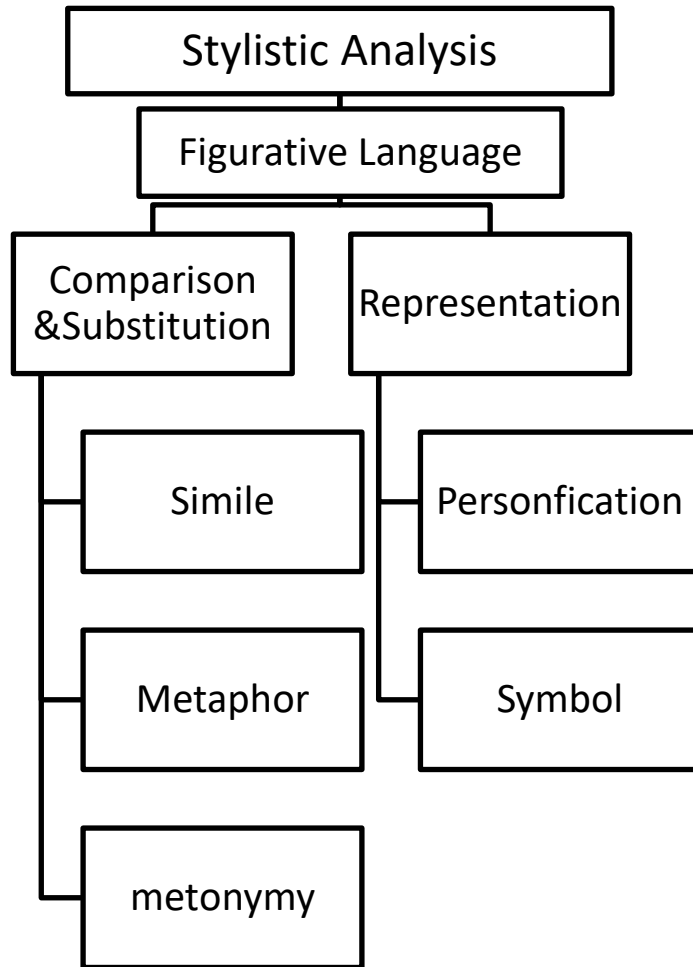 Stylistic Analysis
Figurative Language
Comparison
&Substitution
Representation
Simile
Personfication
Metaphor
Symbol
metonymy